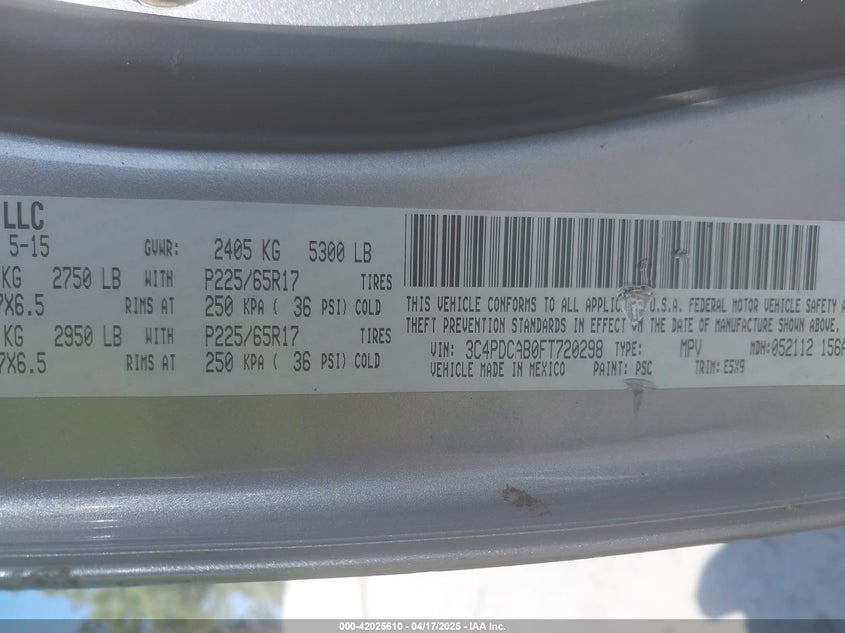 LLC
5-15 GVWR: 2405 KG 5300 LB
KG 2750 LB WITH P225/65R17 TIRES
7X6.5 RIMS AT 250 KPA ( 36 PSI) COLD
KG 2950 LB WITH P225/65R17 TIRES
7X6.5 RIMS AT 250 KPA ( 36 PSI) COLD
THIS VEHICLE CONFORMS TO ALL U.S.A. FEDERAL MOTOR VEHICLE SAFETY
THEFT PREVENTION STANDARDS IN EFFECT ON THE DATE OF MANUFACTURE SHOWN ABOVE.
VIN: 3C4PDCAB0FT720298 TYPE: MPV MDH: 052112 156
VEHICLE MADE IN MEXICO PAINT: PSC TRIM: E5X9
000-42025610 - 04/17/2025 - IAA Inc.